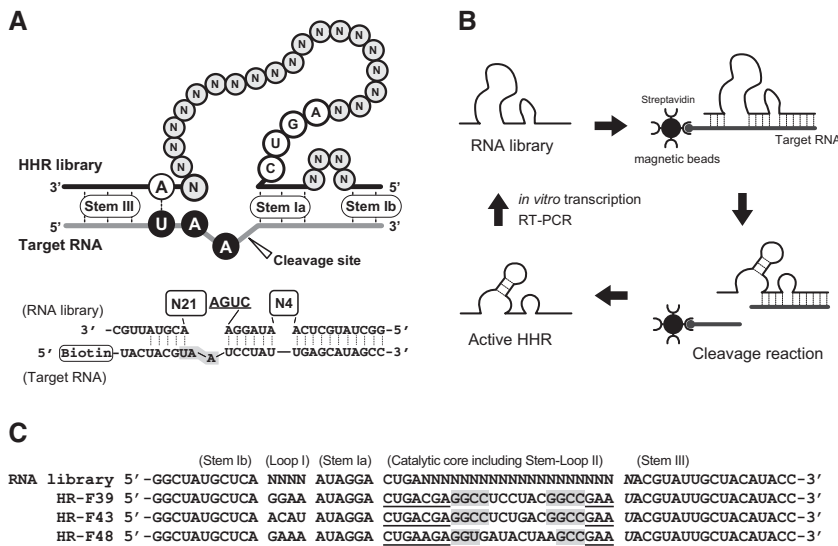 A
N N N N N N N N N N N N N N N N N N N N
A
G
U
C
HHR library
3' A N N N N N 5'
Stem III Stem Ia Stem Ib
5' U A A 3'
Target RNA
Cleavage site
(RNA library) N21 AGUC N4
3' -CGUUAUGCA AGGAUA ACUCGUAUCGG-5'
5' Biotin-UACUACGUA A UCCUAU-UGAGCAUAGCC-3'
(Target RNA)
B
RNA library
Streptavidin
magnetic beads
Target RNA
in vitro transcription
RT-PCR
Active HHR
Cleavage reaction
C
(Stem Ib) (Loop I) (Stem Ia) (Catalytic core including Stem-Loop II) (Stem III)
RNA library 5'-GGCUAUGCUCA NNNN AUAGGA CUGANNNNNNNNNNNNNNNNNNNN NACGUAUUGCUACAUACC-3'
HR-F39 5'-GGCUAUGCUCA GGAA AUAGGA CUGACGAGGCCUCCUACGGCCGAA UACGUAUUGCUACAUACC-3'
HR-F43 5'-GGCUAUGCUCA ACAU AUAGGA CUGACGAGGCCUCUGACGGCCGAA UACGUAUUGCUACAUACC-3'
HR-F48 5'-GGCUAUGCUCA GAAA AUAGGA CUGAAGAGGUGAUACUAAGCCGAA UACGUAUUGCUACAUACC-3'